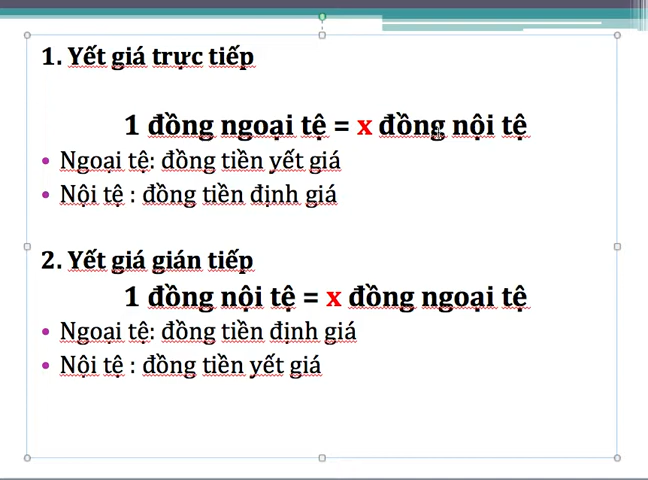 1. Yết giá trực tiếp
1 đồng ngoại tệ = x đồng nội tệ
• Ngoại tệ: đồng tiền yết giá
• Nội tệ : đồng tiền định giá
2. Yết giá gián tiếp
1 đồng nội tệ = x đồng ngoại tệ
• Ngoại tệ: đồng tiền định giá
• Nội tệ : đồng tiền yết giá